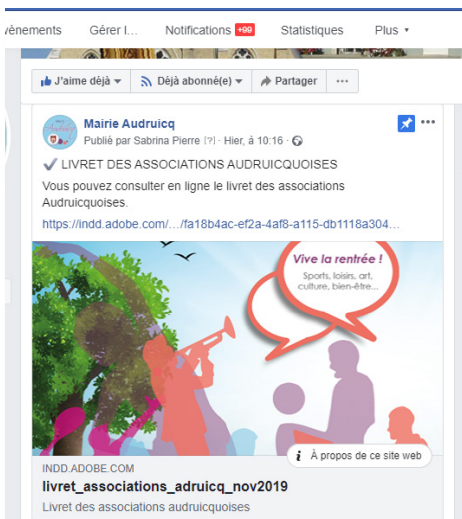 Gérer l...
Notifications +99
Statistiques
Plus
J'aime déjà
Déjà abonné(e)
Partager
...
Mairie Audruicq
Publié par Sabrina Pierre [?] · Hier, à 10:16 ·
LIVRET DES ASSOCIATIONS AUDRUICQUOISES
Vous pouvez consulter en ligne le livret des associations
Audruicquoises.
https://indd.adobe.com/.../fa18b4ac-ef2a-4af8-a115-db1118a304...
Vive la rentrée !
Sports, loisirs, art,
culture, bien-être...
i À propos de ce site web
INDD.ADOBE.COM
livret_associations_adruicq_nov2019
Livret des associations audruicquoises